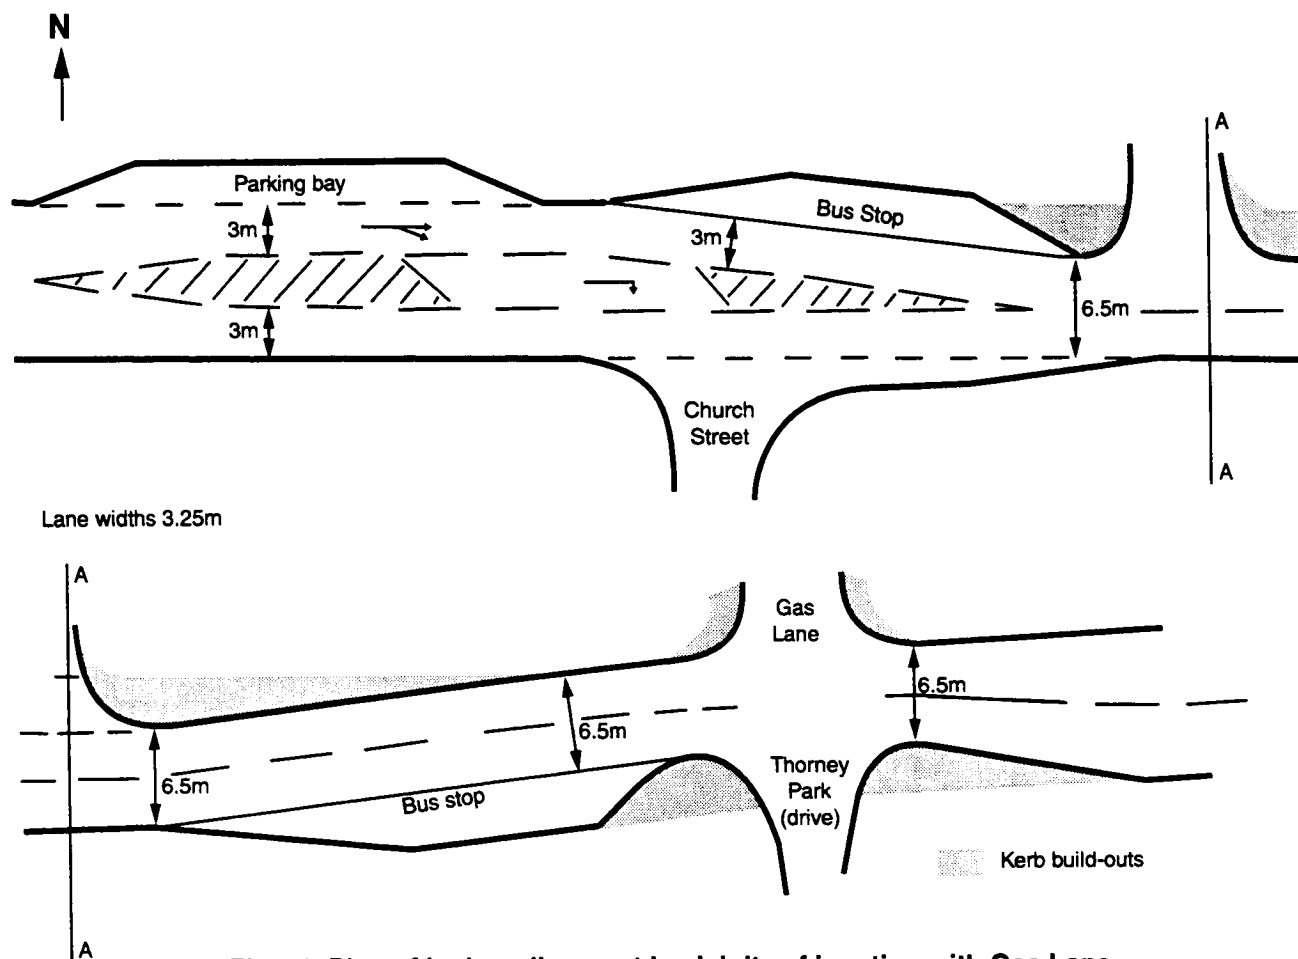 N
A
Parking bay
Bus Stop
3m
3m
6.5m
3m
Church
Street
A
Lane widths 3.25m
A
Gas
Lane
6.5m
6.5m
6.5m
Bus stop
Thorney
Park
(drive)
Kerb build-outs
A